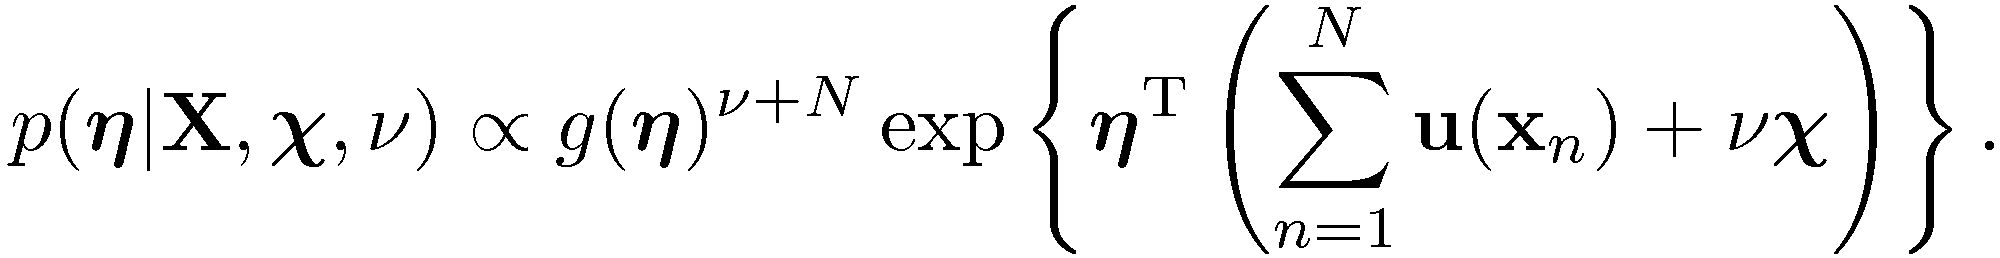 p(𝛈|𝐗, 𝛘, ν) ∝ g(𝛈)^{ν+N} exp { 𝛈^T ( ∑_{n=1}^{N} 𝐮(𝐱_n) + ν𝛘 ) } .